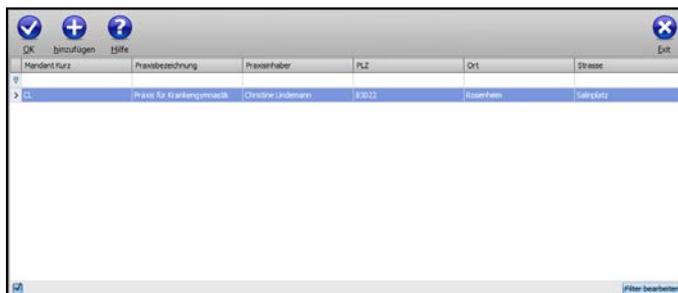 OK hinzufügen Hilfe Exit
Mandant Kurz Praxisbezeichnung Praxisinhaber PLZ Ort Strasse
CL Praxis für Krankengymnastik Christine Lindemann 83022 Rosenheim Salinplatz
Filter bearbeiten